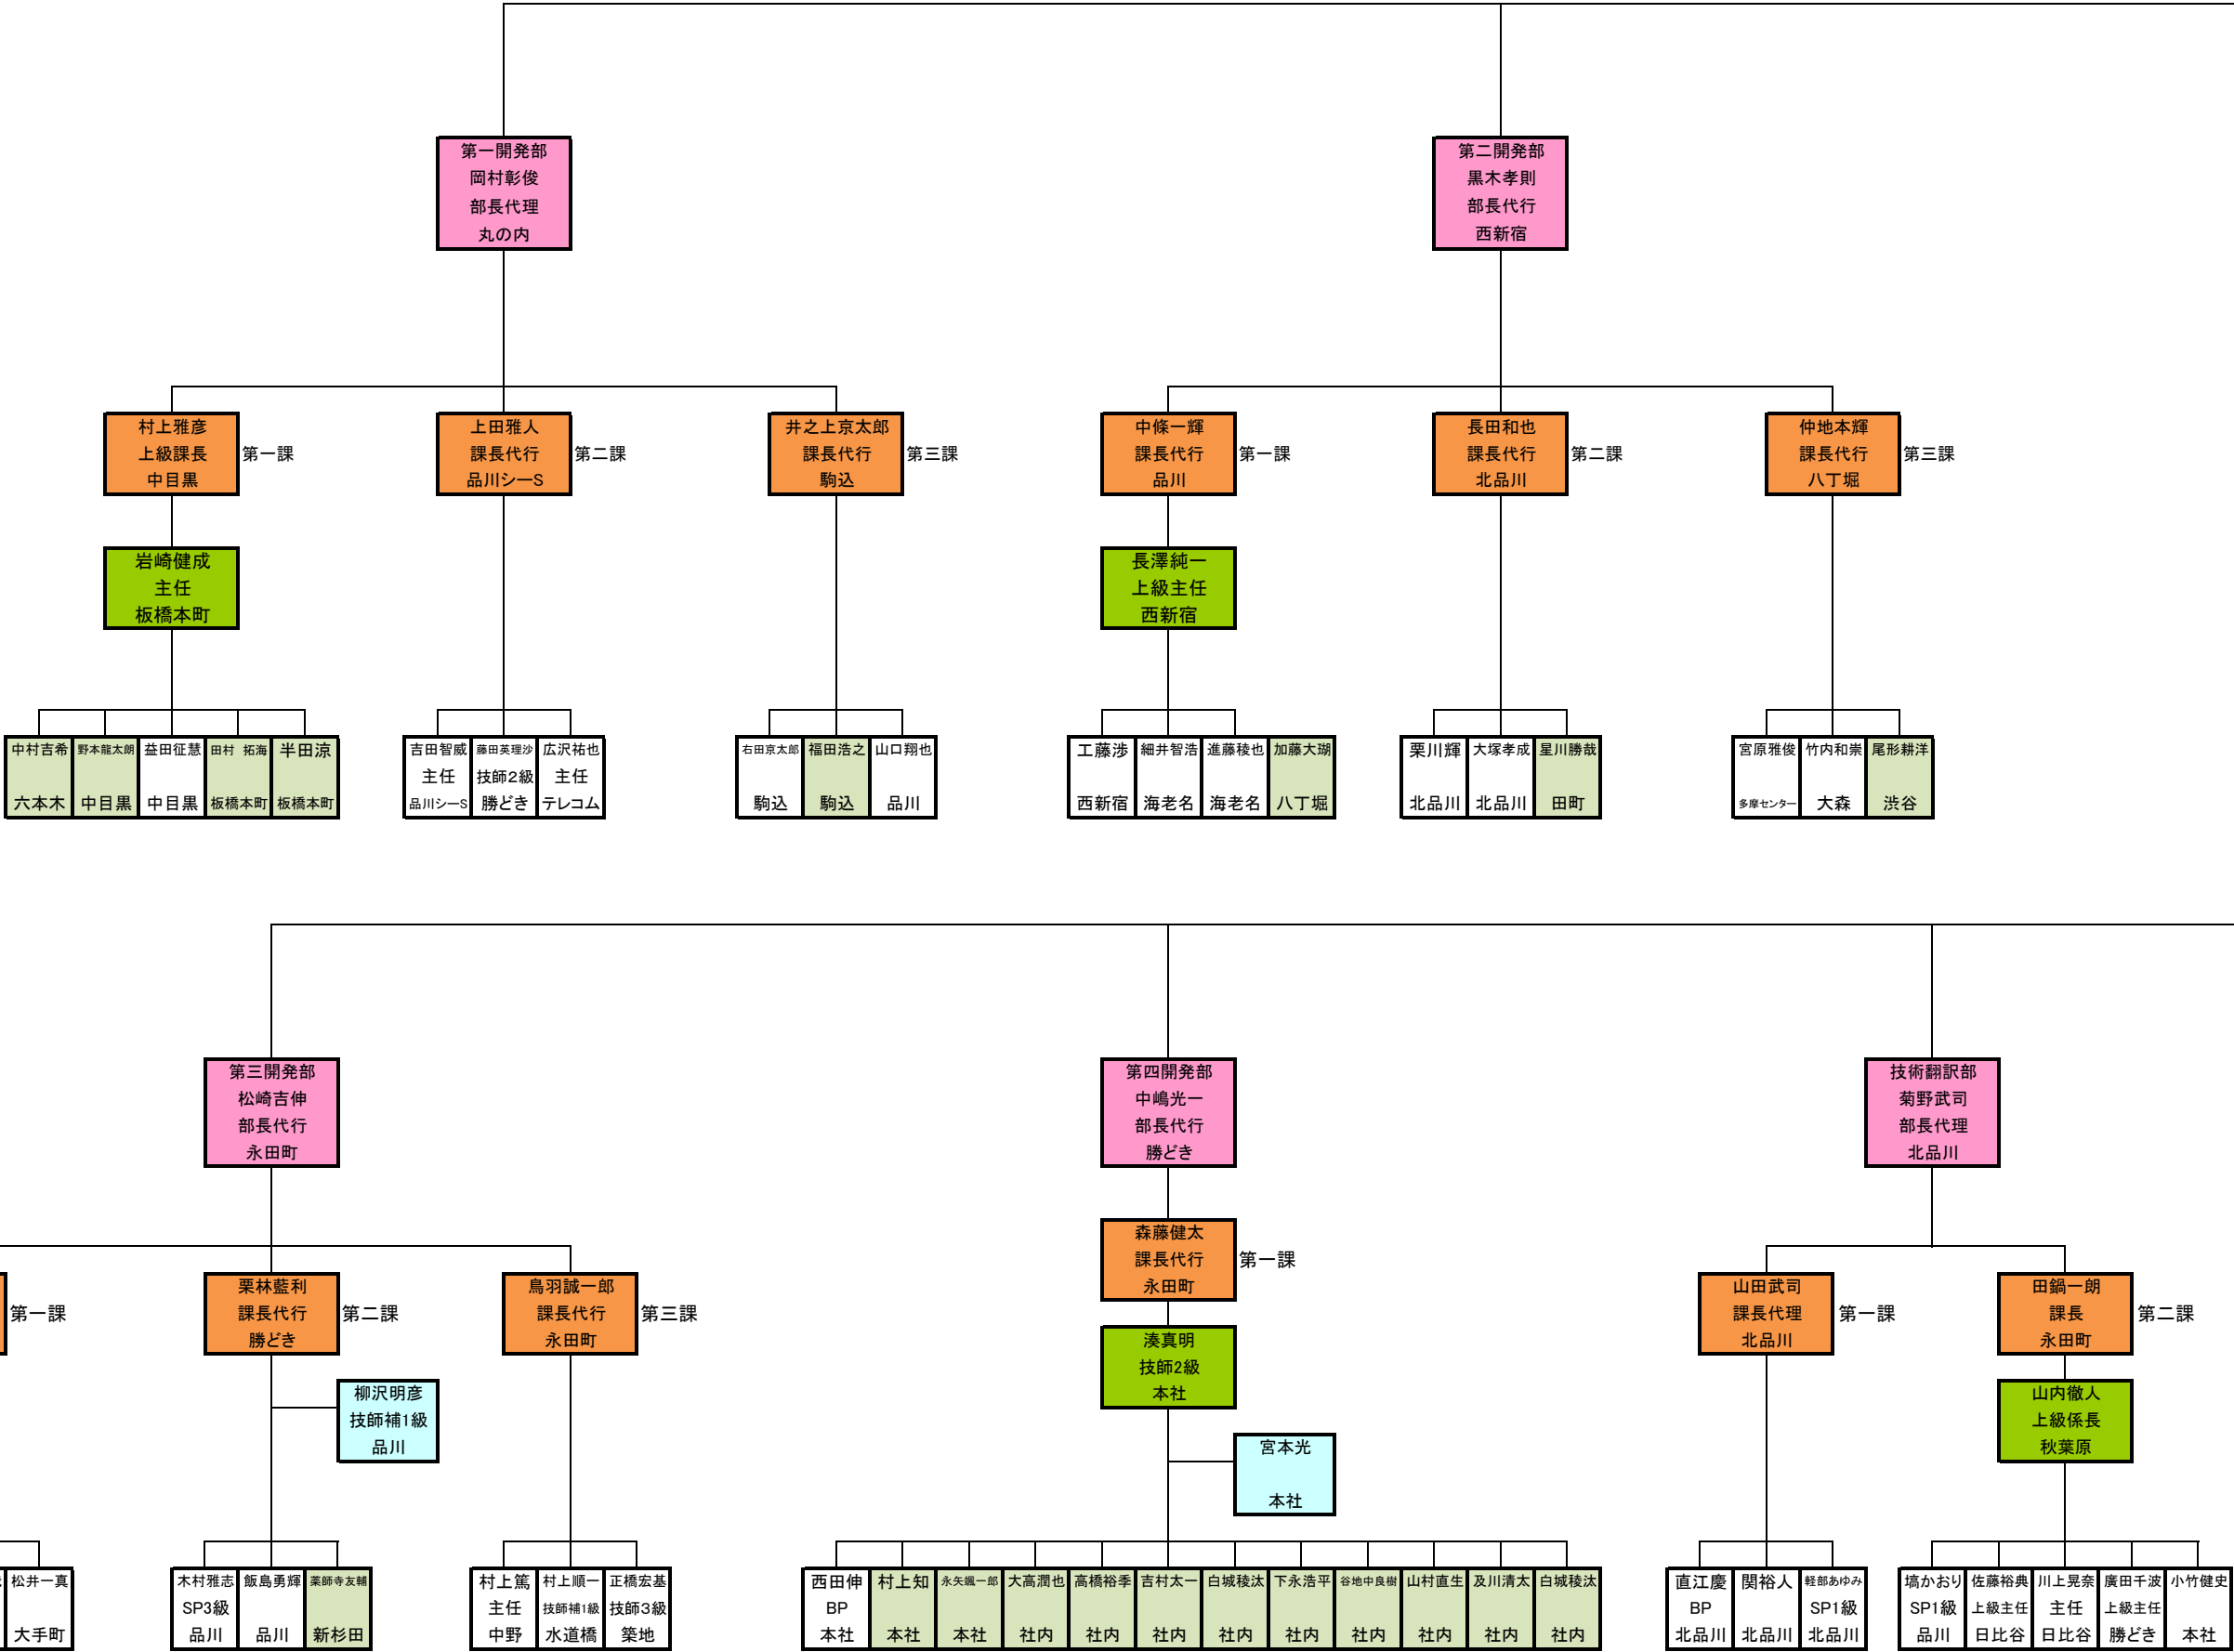 第一開発部
岡村彰俊
部長代理
丸の内
第二開発部
黒木孝則
部長代行
西新宿
村上雅彦
上級課長
中目黒
第一課
上田雅人
課長代行
品川シーS
第二課
井之上京太郎
課長代行
駒込
第三課
中條一輝
課長代行
品川
第一課
長田和也
課長代行
北品川
第二課
仲地本輝
課長代行
八丁堀
第三課
岩崎健成
主任
板橋本町
長澤純一
上級主任
西新宿
中村吉希
六本木
野本龍太朗
中目黒
益田征慧
中目黒
田村　拓海
板橋本町
半田涼
板橋本町
吉田智威
主任
品川シーS
藤田英理沙
技師2級
勝どき
広沢祐也
主任
テレコム
右田京太郎
駒込
福田浩之
駒込
山口翔也
品川
工藤渉
西新宿
細井智浩
海老名
進藤稜也
海老名
加藤大瑚
八丁堀
栗川輝
北品川
大塚孝成
北品川
星川勝哉
田町
宮原雅俊
多摩センター
竹内和崇
大森
尾形耕洋
渋谷
第三開発部
松崎吉伸
部長代行
永田町
第四開発部
中嶋光一
部長代行
勝どき
技術翻訳部
菊野武司
部長代理
北品川
第一課
栗林藍利
課長代行
勝どき
第二課
鳥羽誠一郎
課長代行
永田町
第三課
森藤健太
課長代行
永田町
第一課
山田武司
課長代理
北品川
第一課
田鍋一朗
課長
永田町
第二課
柳沢明彦
技師補1級
品川
湊真明
技師2級
本社
山内徹人
上級係長
秋葉原
宮本光
本社
松井一真
大手町
木村雅志
SP3級
品川
飯島勇輝
品川
薬師寺友輔
新杉田
村上篤
主任
中野
村上順一
技師補1級
水道橋
正橋宏基
技師3級
築地
西田伸
BP
本社
村上知
本社
永矢颯一郎
本社
大高潤也
社内
高橋裕季
社内
吉村太一
社内
白城稜汰
社内
下永浩平
社内
谷地中良樹
社内
山村直生
社内
及川清太
社内
白城稜汰
社内
直江慶
BP
北品川
関裕人
北品川
軽部あゆみ
SP1級
北品川
塙かおり
SP1級
品川
佐藤裕典
上級主任
日比谷
川上晃奈
主任
日比谷
廣田千波
上級主任
勝どき
小竹健史
本社